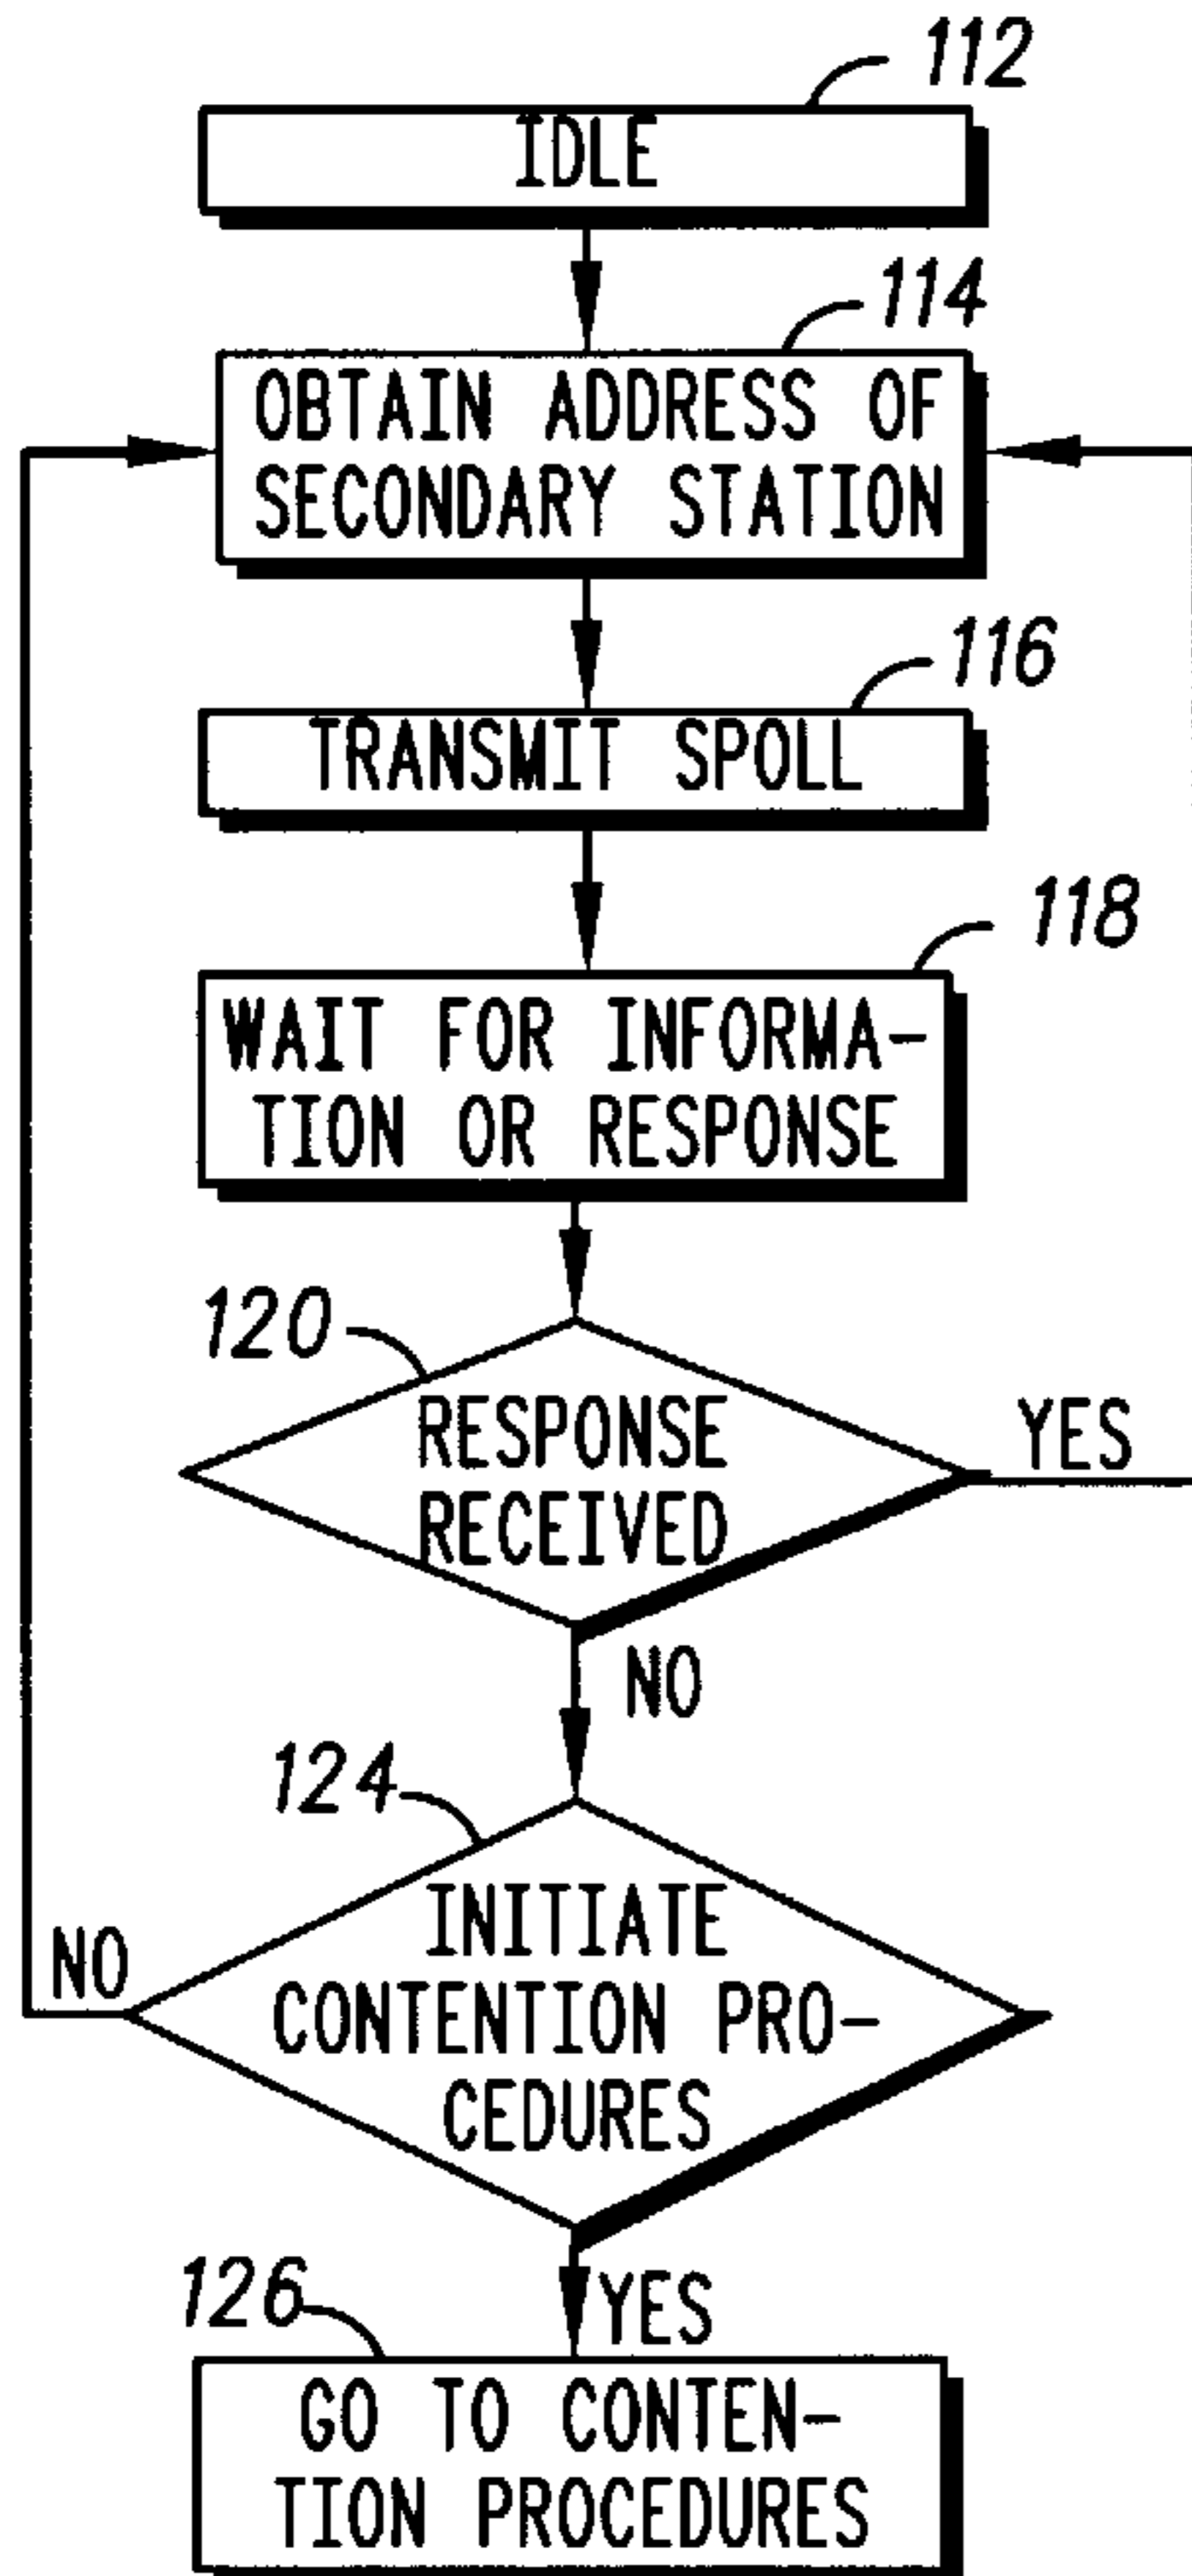 112
IDLE
114
OBTAIN ADDRESS OF
SECONDARY STATION
116
TRANSMIT SPOLL
118
WAIT FOR INFORMA-
TION OR RESPONSE
120
RESPONSE
RECEIVED
YES
NO
124
INITIATE
CONTENTION PRO-
CEDURES
NO
126
YES
GO TO CONTEN-
TION PROCEDURES